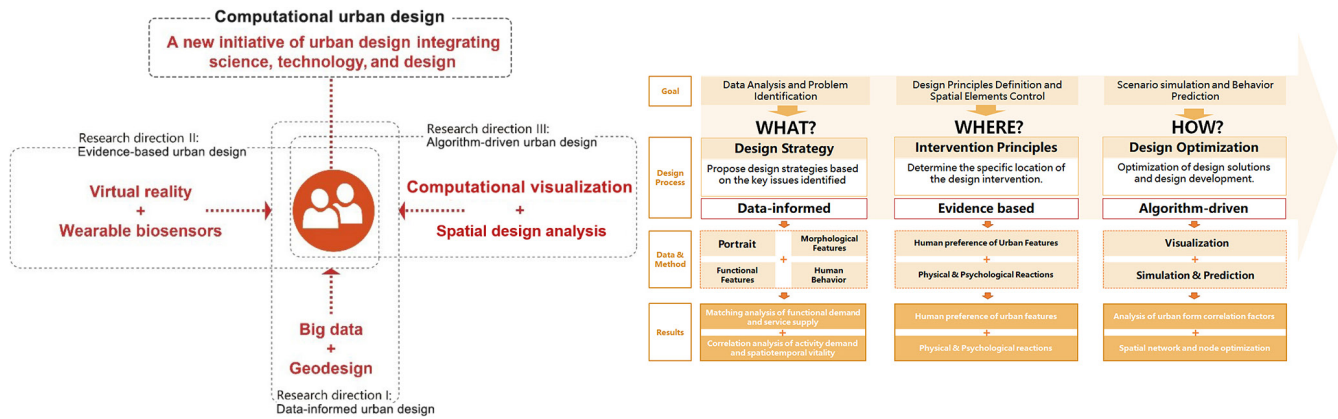 Computational urban design
A new initiative of urban design integrating
science, technology, and design
Research direction II:
Evidence-based urban design
Research direction III:
Algorithm-driven urban design
Virtual reality
+
Wearable biosensors
Computational visualization
+
Spatial design analysis
Big data
+
Geodesign
Research direction I:
Data-informed urban design
Goal
Data Analysis and Problem
Identification
Design Principles Definition and
Spatial Elements Control
Scenario simulation and Behavior
Prediction
WHAT?
WHERE?
HOW?
Design
Process
Design Strategy
Propose design strategies based
on the key issues identified
Data-informed
Intervention Principles
Determine the specific location
of the design intervention.
Evidence based
Design Optimization
Optimization of design solutions
and design development.
Algorithm-driven
Data
& Method
Portrait
Morphological
Features
+
Functional
Features
Human
Behavior
Human preference of Urban Features
+
Physical & Psychological Reactions
Visualization
+
Simulation & Prediction
Results
Matching analysis of functional demand
and service supply
+
Correlation analysis of activity demand
and spatiotemporal vitality
Human preference of urban features
+
Physical & Psychological reactions
Analysis of urban form correlation factors
+
Spatial network and node optimization